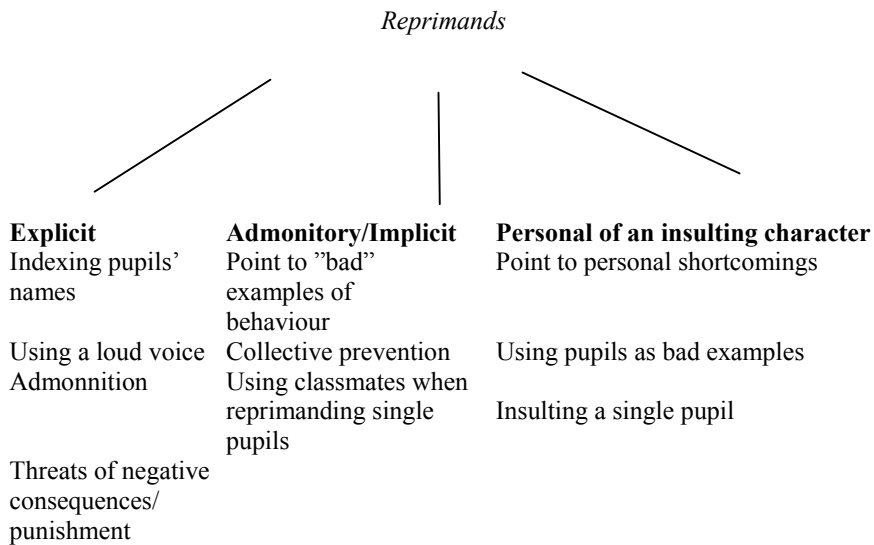 Reprimands
Explicit
Indexing pupils’
names
Using a loud voice
Admonnition
Threats of negative
consequences/
punishment
Admonitory/Implicit
Point to ”bad”
examples of
behaviour
Collective prevention
Using classmates when
reprimanding single
pupils
Personal of an insulting character
Point to personal shortcomings
Using pupils as bad examples
Insulting a single pupil